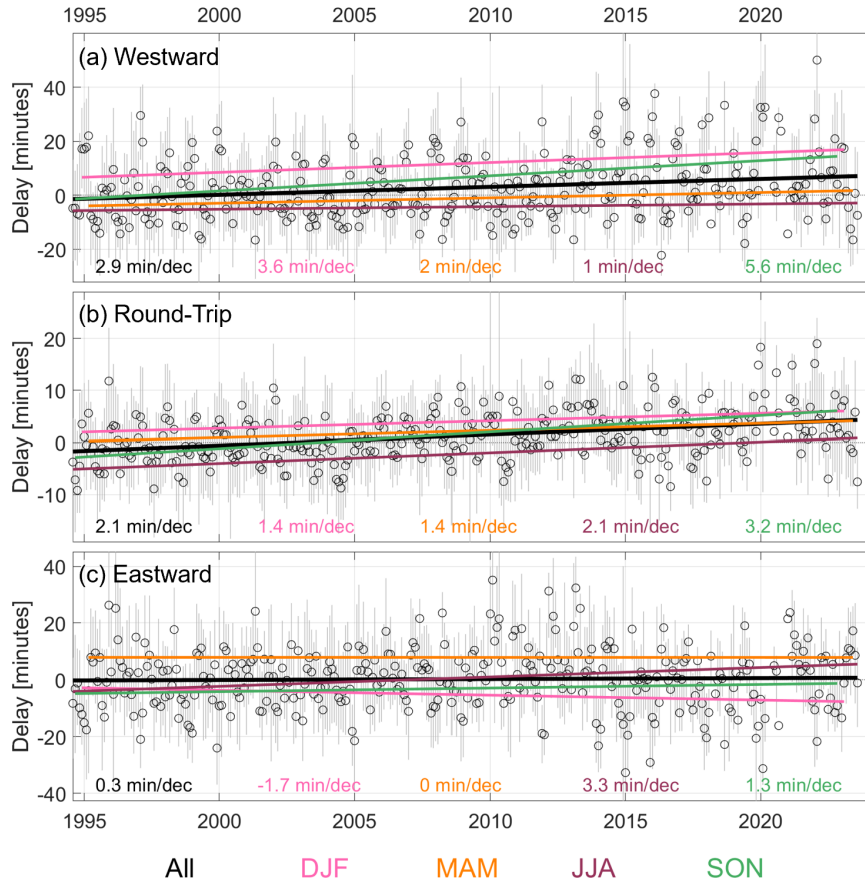 1995 2000 2005 2010 2015 2020
(a) Westward
Delay [minutes]
40
20
0
-20
2.9 min/dec 3.6 min/dec 2 min/dec 1 min/dec 5.6 min/dec
(b) Round-Trip
Delay [minutes]
20
10
0
-10
2.1 min/dec 1.4 min/dec 1.4 min/dec 2.1 min/dec 3.2 min/dec
(c) Eastward
Delay [minutes]
40
20
0
-20
-40
0.3 min/dec -1.7 min/dec 0 min/dec 3.3 min/dec 1.3 min/dec
1995 2000 2005 2010 2015 2020
All DJF MAM JJA SON